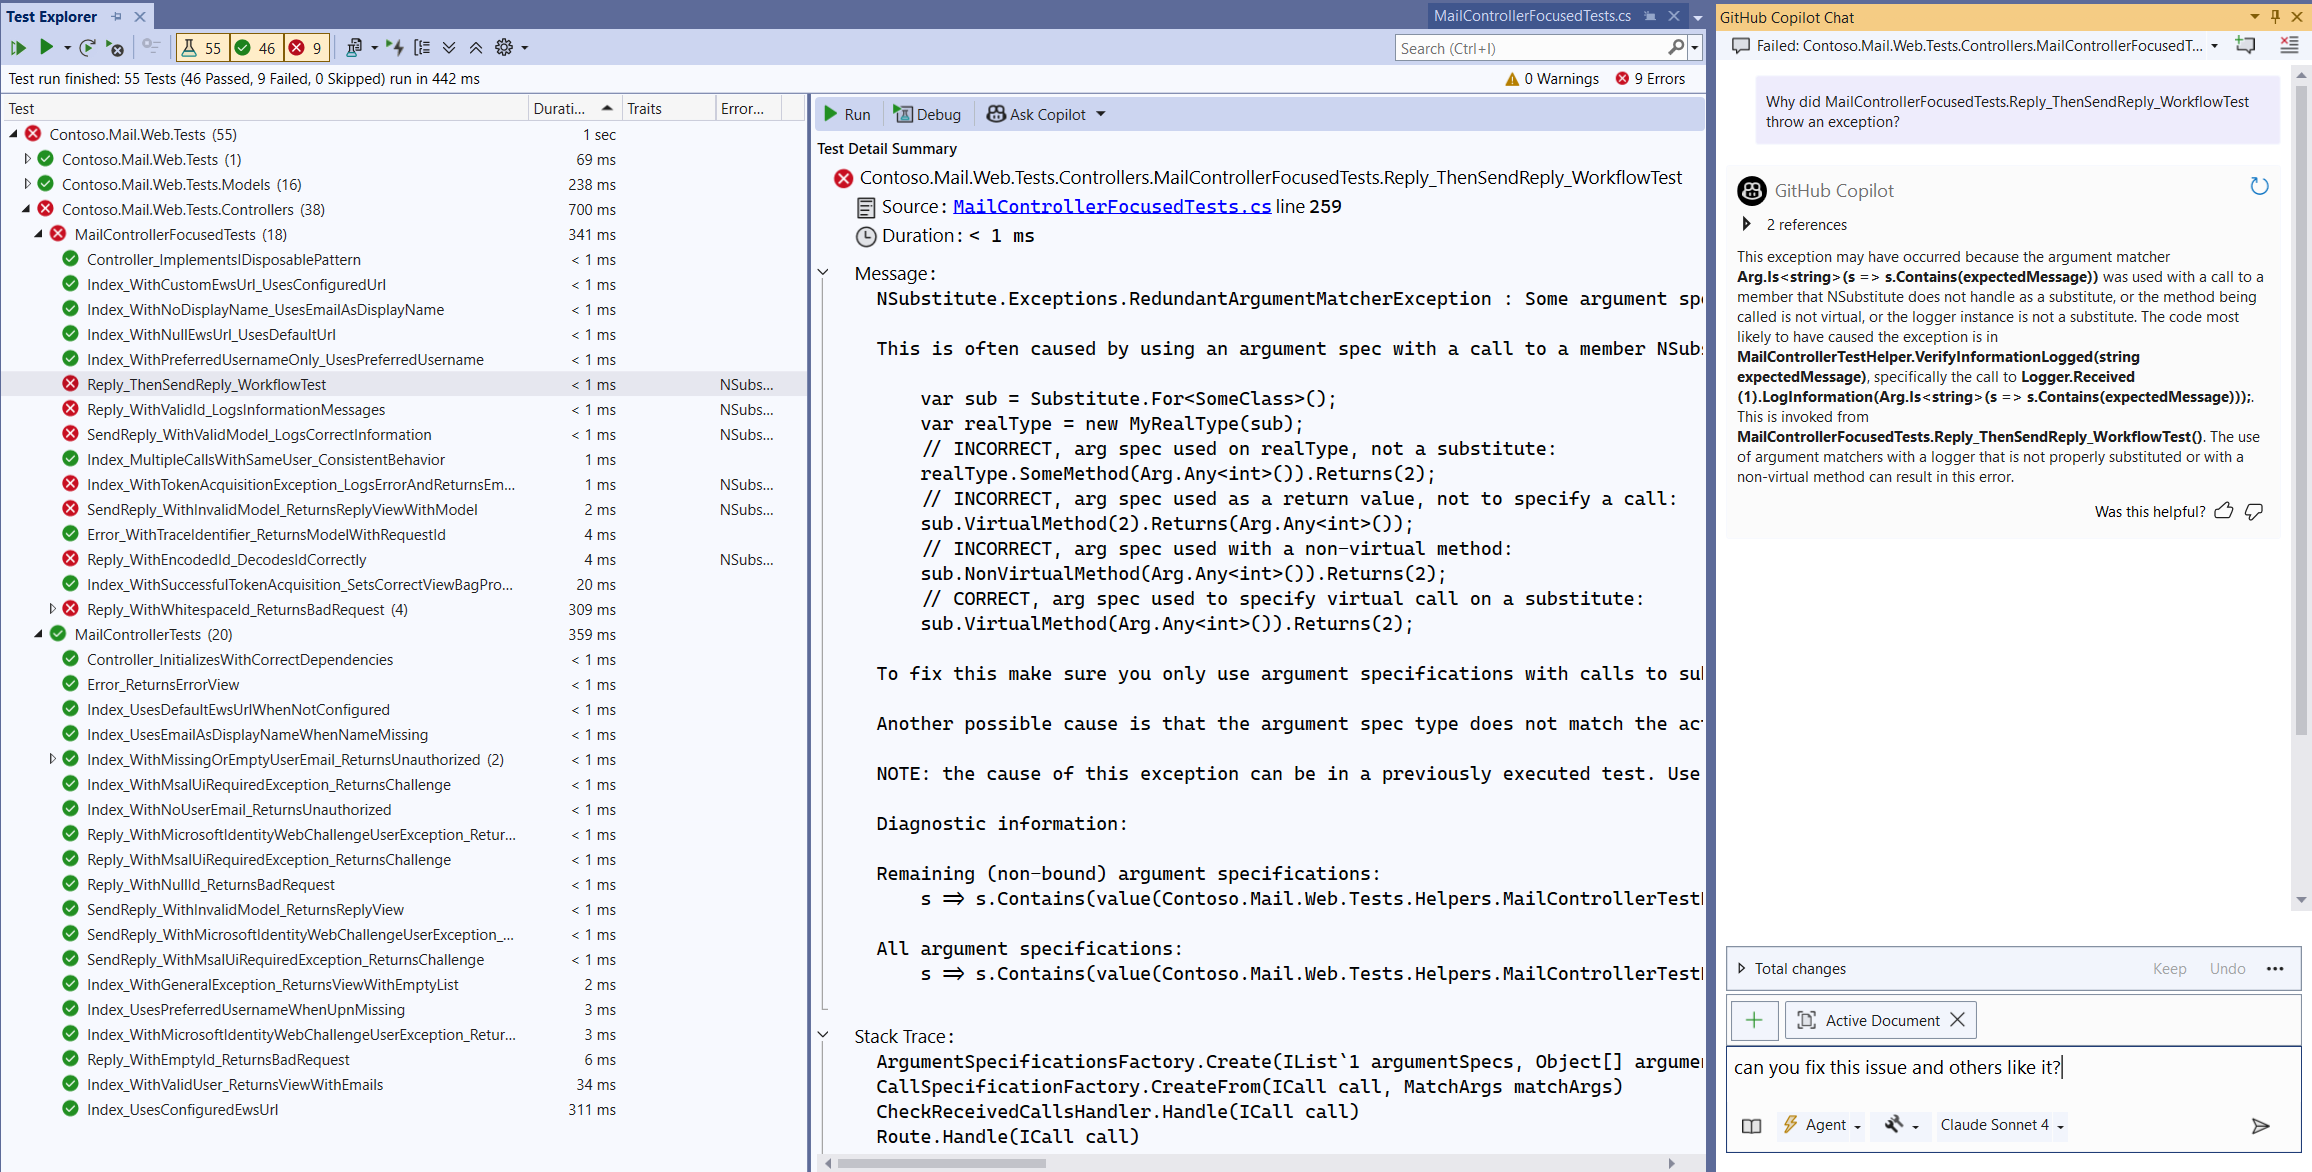 Test Explorer
MailControllerFocusedTests.cs
GitHub Copilot Chat
55 46 9
Search (Ctrl+I)
Failed: Contoso.Mail.Web.Tests.Controllers.MailControllerFocusedT...
Test run finished: 55 Tests (46 Passed, 9 Failed, 0 Skipped) run in 442 ms
0 Warnings 9 Errors
Test Durati... Traits Error...
Contoso.Mail.Web.Tests (55) 1 sec
Contoso.Mail.Web.Tests (1) 69 ms
Contoso.Mail.Web.Tests.Models (16) 238 ms
Contoso.Mail.Web.Tests.Controllers (38) 700 ms
MailControllerFocusedTests (18) 341 ms
Controller_ImplementsIDisposablePattern < 1 ms
Index_WithCustomEwsUrl_UsesConfiguredUrl < 1 ms
Index_WithNoDisplayName_UsesEmailAsDisplayName < 1 ms
Index_WithNullEwsUrl_UsesDefaultUrl < 1 ms
Index_WithPreferredUsernameOnly_UsesPreferredUsername < 1 ms
Reply_ThenSendReply_WorkflowTest < 1 ms NSubs...
Reply_WithValidId_LogsInformationMessages < 1 ms NSubs...
SendReply_WithValidModel_LogsCorrectInformation < 1 ms NSubs...
Index_MultipleCallsWithSameUser_ConsistentBehavior 1 ms
Index_WithTokenAcquisitionException_LogsErrorAndReturnsEm... 1 ms NSubs...
SendReply_WithInvalidModel_ReturnsReplyViewWithModel 2 ms NSubs...
Error_WithTraceIdentifier_ReturnsModelWithRequestId 4 ms
Reply_WithEncodedId_DecodesIdCorrectly 4 ms NSubs...
Index_WithSuccessfulTokenAcquisition_SetsCorrectViewBagPro... 20 ms
Reply_WithWhitespaceId_ReturnsBadRequest (4) 309 ms
MailControllerTests (20) 359 ms
Controller_InitializesWithCorrectDependencies < 1 ms
Error_ReturnsErrorView < 1 ms
Index_UsesDefaultEwsUrlWhenNotConfigured < 1 ms
Index_UsesEmailAsDisplayNameWhenNameMissing < 1 ms
Index_WithMissingOrEmptyUserEmail_ReturnsUnauthorized (2) < 1 ms
Index_WithMsalUiRequiredException_ReturnsChallenge < 1 ms
Index_WithNoUserEmail_ReturnsUnauthorized < 1 ms
Reply_WithMicrosoftIdentityWebChallengeUserException_Retur... < 1 ms
Reply_WithMsalUiRequiredException_ReturnsChallenge < 1 ms
Reply_WithNullId_ReturnsBadRequest < 1 ms
SendReply_WithInvalidModel_ReturnsReplyView < 1 ms
SendReply_WithMicrosoftIdentityWebChallengeUserException_... < 1 ms
SendReply_WithMsalUiRequiredException_ReturnsChallenge < 1 ms
Index_WithGeneralException_ReturnsViewWithEmptyList 2 ms
Index_UsesPreferredUsernameWhenUpnMissing 3 ms
Index_WithMicrosoftIdentityWebChallengeUserException_Retur... 3 ms
Reply_WithEmptyId_ReturnsBadRequest 6 ms
Index_WithValidUser_ReturnsViewWithEmails 34 ms
Index_UsesConfiguredEwsUrl 311 ms
Run Debug Ask Copilot
Test Detail Summary
Contoso.Mail.Web.Tests.Controllers.MailControllerFocusedTests.Reply_ThenSendReply_WorkflowTest
Source: MailControllerFocusedTests.cs line 259
Duration: < 1 ms
Message:
NSubstitute.Exceptions.RedundantArgumentMatcherException : Some argument spe
This is often caused by using an argument spec with a call to a member NSubs
var sub = Substitute.For<SomeClass>();
var realType = new MyRealType(sub);
// INCORRECT, arg spec used on realType, not a substitute:
realType.SomeMethod(Arg.Any<int>()).Returns(2);
// INCORRECT, arg spec used as a return value, not to specify a call:
sub.VirtualMethod(2).Returns(Arg.Any<int>());
// INCORRECT, arg spec used with a non-virtual method:
sub.NonVirtualMethod(Arg.Any<int>()).Returns(2);
// CORRECT, arg spec used to specify virtual call on a substitute:
sub.VirtualMethod(Arg.Any<int>()).Returns(2);
To fix this make sure you only use argument specifications with calls to sub
Another possible cause is that the argument spec type does not match the act
NOTE: the cause of this exception can be in a previously executed test. Use
Diagnostic information:
Remaining (non-bound) argument specifications:
s => s.Contains(value(Contoso.Mail.Web.Tests.Helpers.MailControllerTestH
All argument specifications:
s => s.Contains(value(Contoso.Mail.Web.Tests.Helpers.MailControllerTestH
Stack Trace:
ArgumentSpecificationsFactory.Create(IList`1 argumentSpecs, Object[] argumen
CallSpecificationFactory.CreateFrom(ICall call, MatchArgs matchArgs)
CheckReceivedCallsHandler.Handle(ICall call)
Route.Handle(ICall call)
Why did MailControllerFocusedTests.Reply_ThenSendReply_WorkflowTest
throw an exception?
GitHub Copilot
2 references
This exception may have occurred because the argument matcher
Arg.Is<string>(s => s.Contains(expectedMessage)) was used with a call to a
member that NSubstitute does not handle as a substitute, or the method being
called is not virtual, or the logger instance is not a substitute. The code most
likely to have caused the exception is in
MailControllerTestHelper.VerifyInformationLogged(string
expectedMessage), specifically the call to Logger.Received
(1).LogInformation(Arg.Is<string>(s => s.Contains(expectedMessage)));.
This is invoked from
MailControllerFocusedTests.Reply_ThenSendReply_WorkflowTest(). The use
of argument matchers with a logger that is not properly substituted or with a
non-virtual method can result in this error.
Was this helpful?
Total changes Keep Undo
Active Document
can you fix this issue and others like it?
Agent Claude Sonnet 4